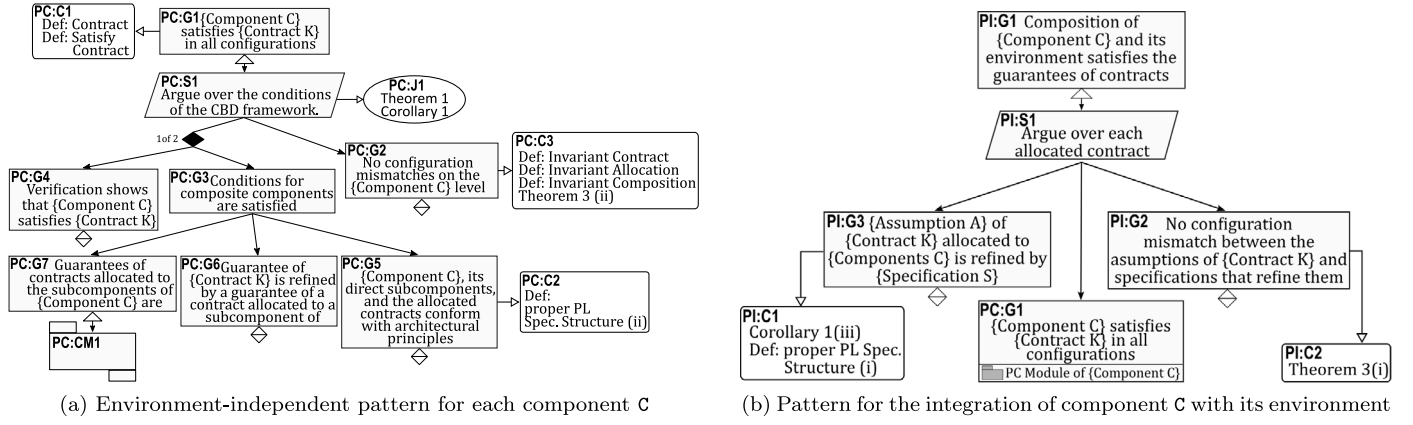 PC:C1
Def: Contract
Def: Satisfy
Contract
PC:G1 {Component C}
satisfies {Contract K}
in all configurations
PC:S1
Argue over the conditions
of the CBD framework.
PC:J1
Theorem 1
Corollary 1
1of 2
PC:G2
No configuration
mismatches on the
{Component C} level
PC:C3
Def: Invariant Contract
Def: Invariant Allocation
Def: Invariant Composition
Theorem 3 (ii)
PC:G4
Verification shows
that {Component C}
satisfies {Contract K}
PC:G3 Conditions for
composite components
are satisfied
PC:G7 Guarantees of
contracts allocated to
the subcomponents of
{Component C} are
PC:G6 Guarantee of
{Contract K} is refined
by a guarantee of a
contract allocated to a
subcomponent of
PC:G5
{Component C}, its
direct subcomponents,
and the allocated
contracts conform
with architectural
principles
PC:C2
Def:
proper PL
Spec. Structure (ii)
PC:CM1
(a) Environment-independent pattern for each component C
PI:G1 Composition of
{Component C} and its
environment satisfies the
guarantees of contracts
PI:S1
Argue over each
allocated contract
PI:G3 {Assumption A} of
{Contract K} allocated to
{Components C} is refined by
{Specification S}
PI:G2
No configuration
mismatch between the
asumptions of {Contract K} and
specifications that refine them
PI:C1
Corollary 1(iii)
Def: proper PL Spec.
Structure (i)
PC:G1
{Component C} satisfies
{Contract K} in all
configurations
PC Module of {Component C}
PI:C2
Theorem 3(i)
(b) Pattern for the integration of component C with its environment